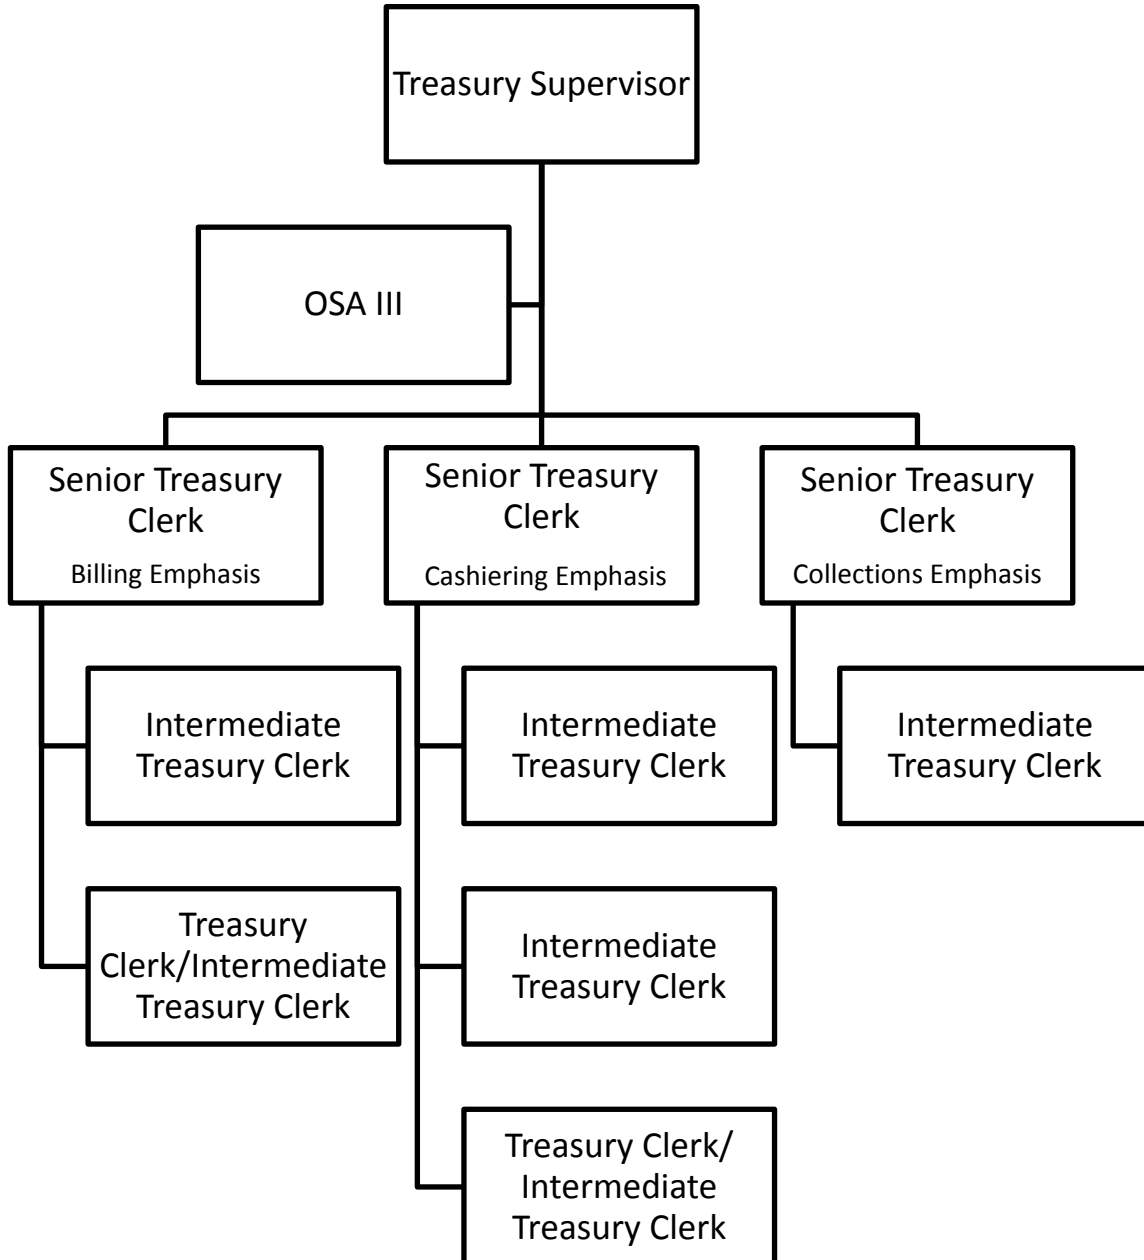 Treasury Supervisor
OSA III
Senior Treasury
Clerk
Billing Emphasis
Senior Treasury
Clerk
Cashiering Emphasis
Senior Treasury
Clerk
Collections Emphasis
Intermediate
Treasury Clerk
Intermediate
Treasury Clerk
Intermediate
Treasury Clerk
Treasury
Clerk/Intermediate
Treasury Clerk
Intermediate
Treasury Clerk
Treasury Clerk/
Intermediate
Treasury Clerk